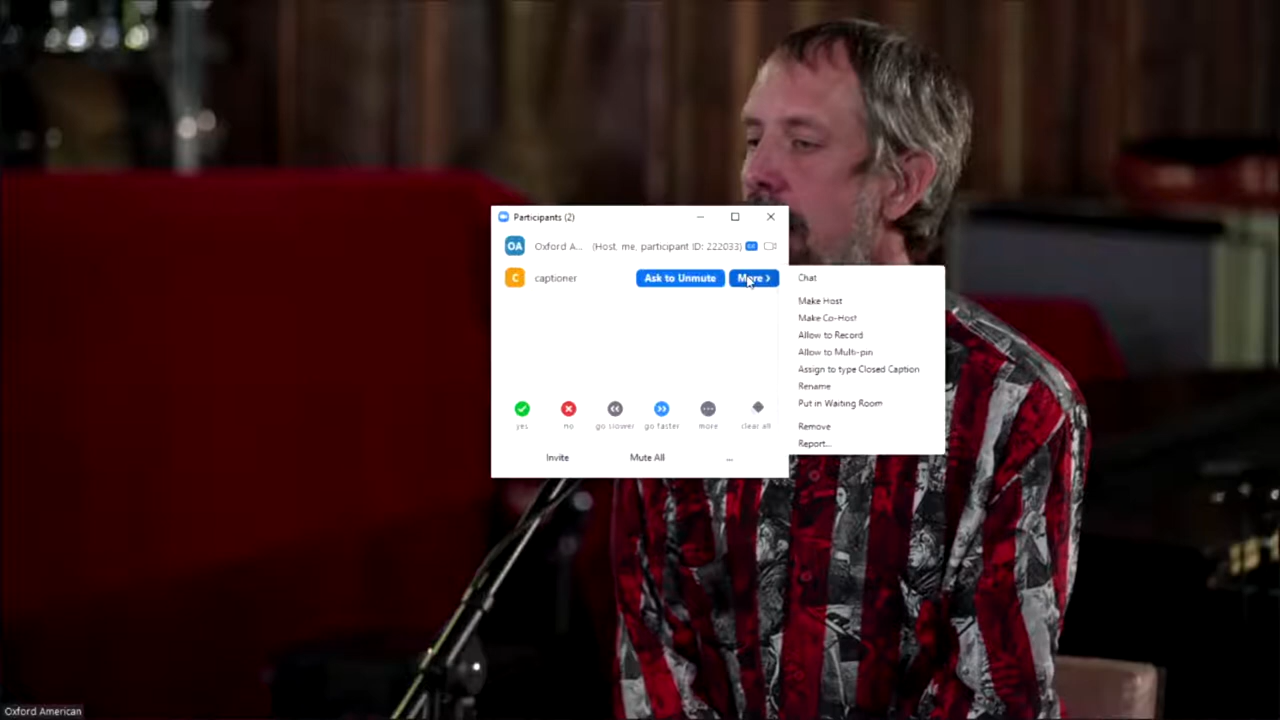 Participants (2)
OA Oxford A... (Host, me, participant ID: 222033)
C captioner Ask to Unmute More >
Chat
Make Host
Make Co-Host
Allow to Record
Allow to Multi-pin
Assign to type Closed Caption
Rename
Put in Waiting Room
Remove
Report...
yes no go slower go faster more clear all
Invite Mute All ...
Oxford American